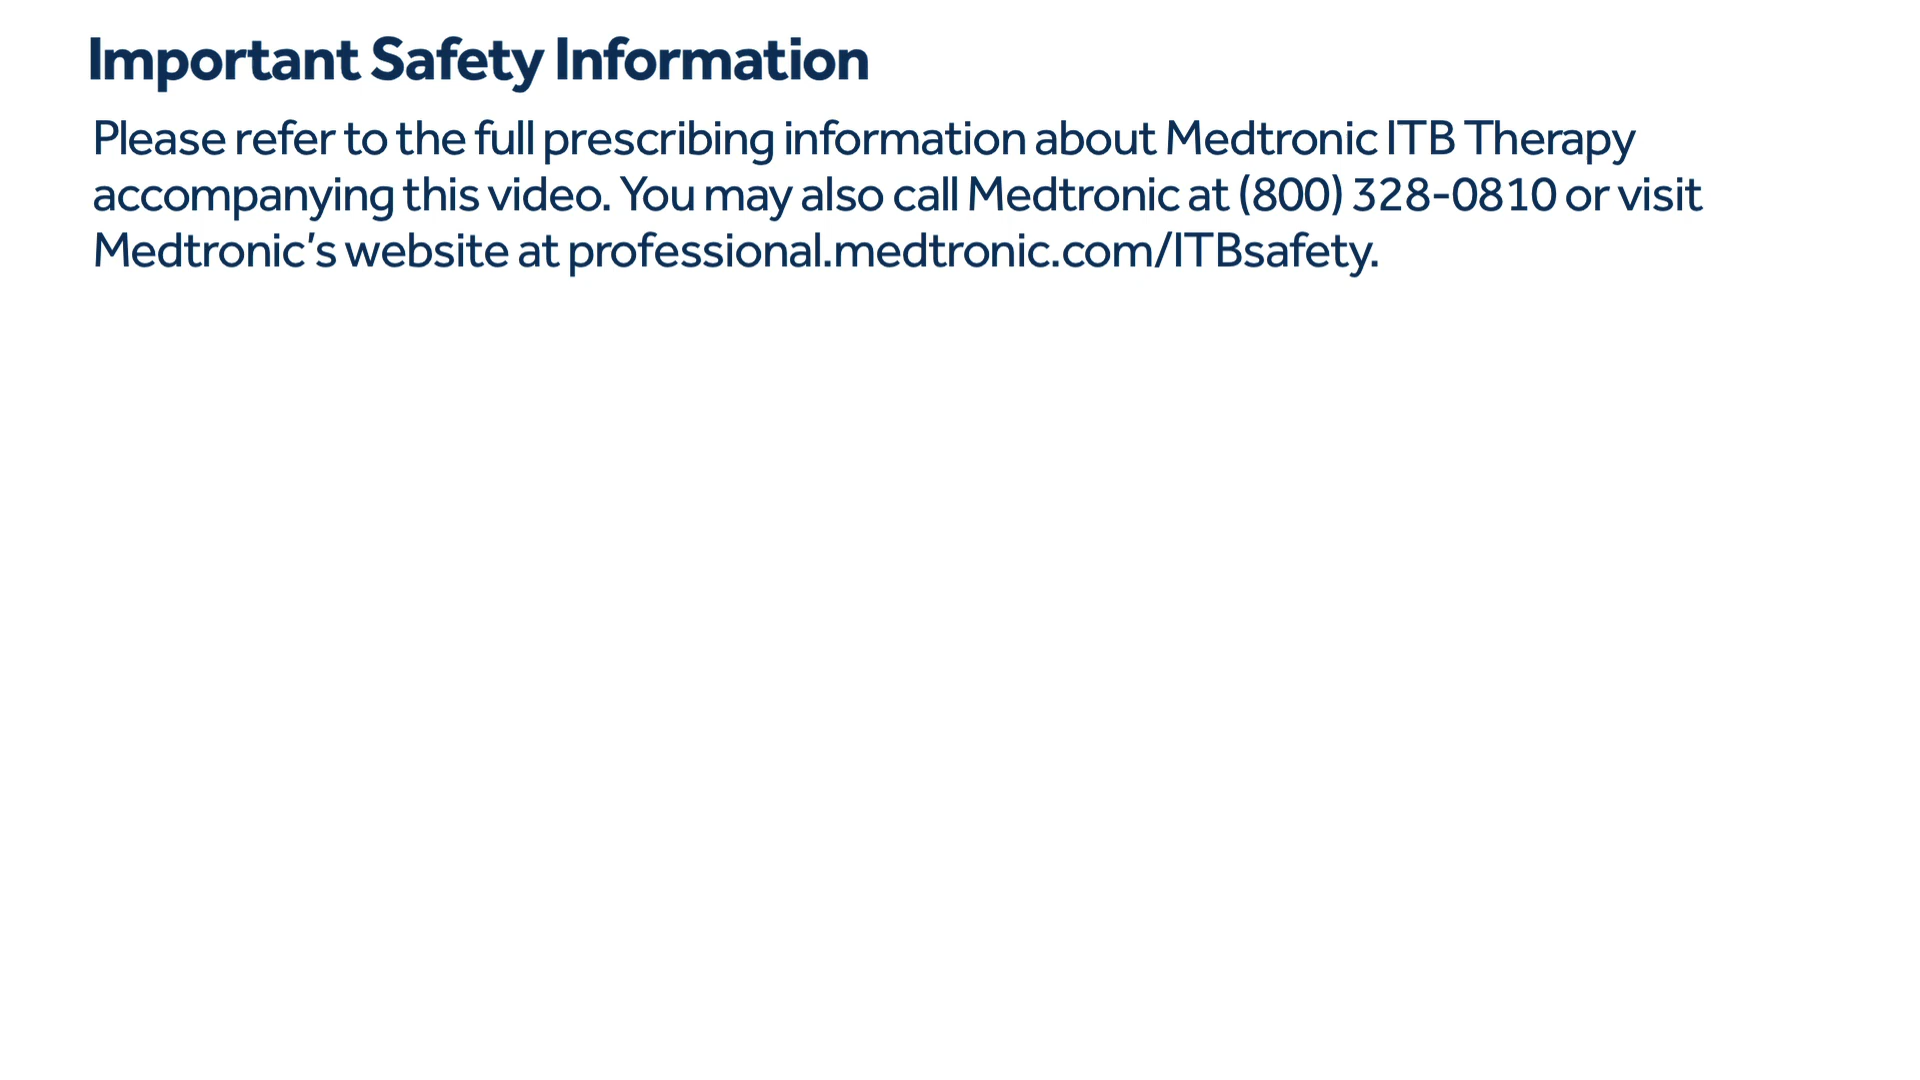 Important Safety Information
Please refer to the full prescribing information about Medtronic ITB Therapy
accompanying this video. You may also call Medtronic at (800) 328-0810 or visit
Medtronic’s website at professional.medtronic.com/ITBsafety.